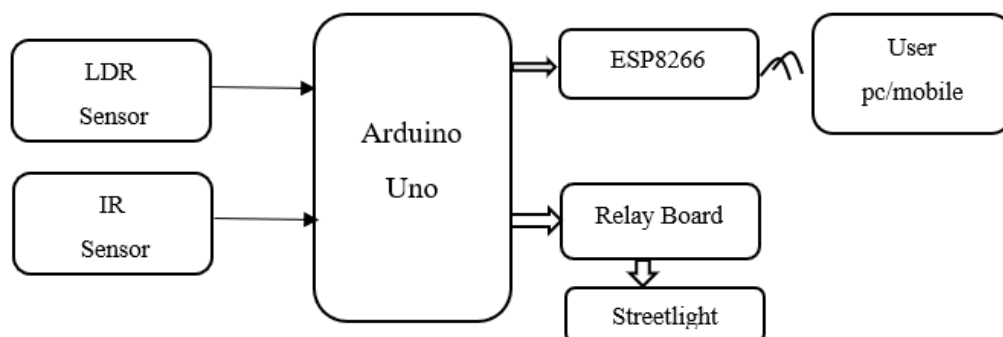 LDR
Sensor
IR
Sensor
Arduino
Uno
ESP8266
User
pc/mobile
Relay Board
Streetlight